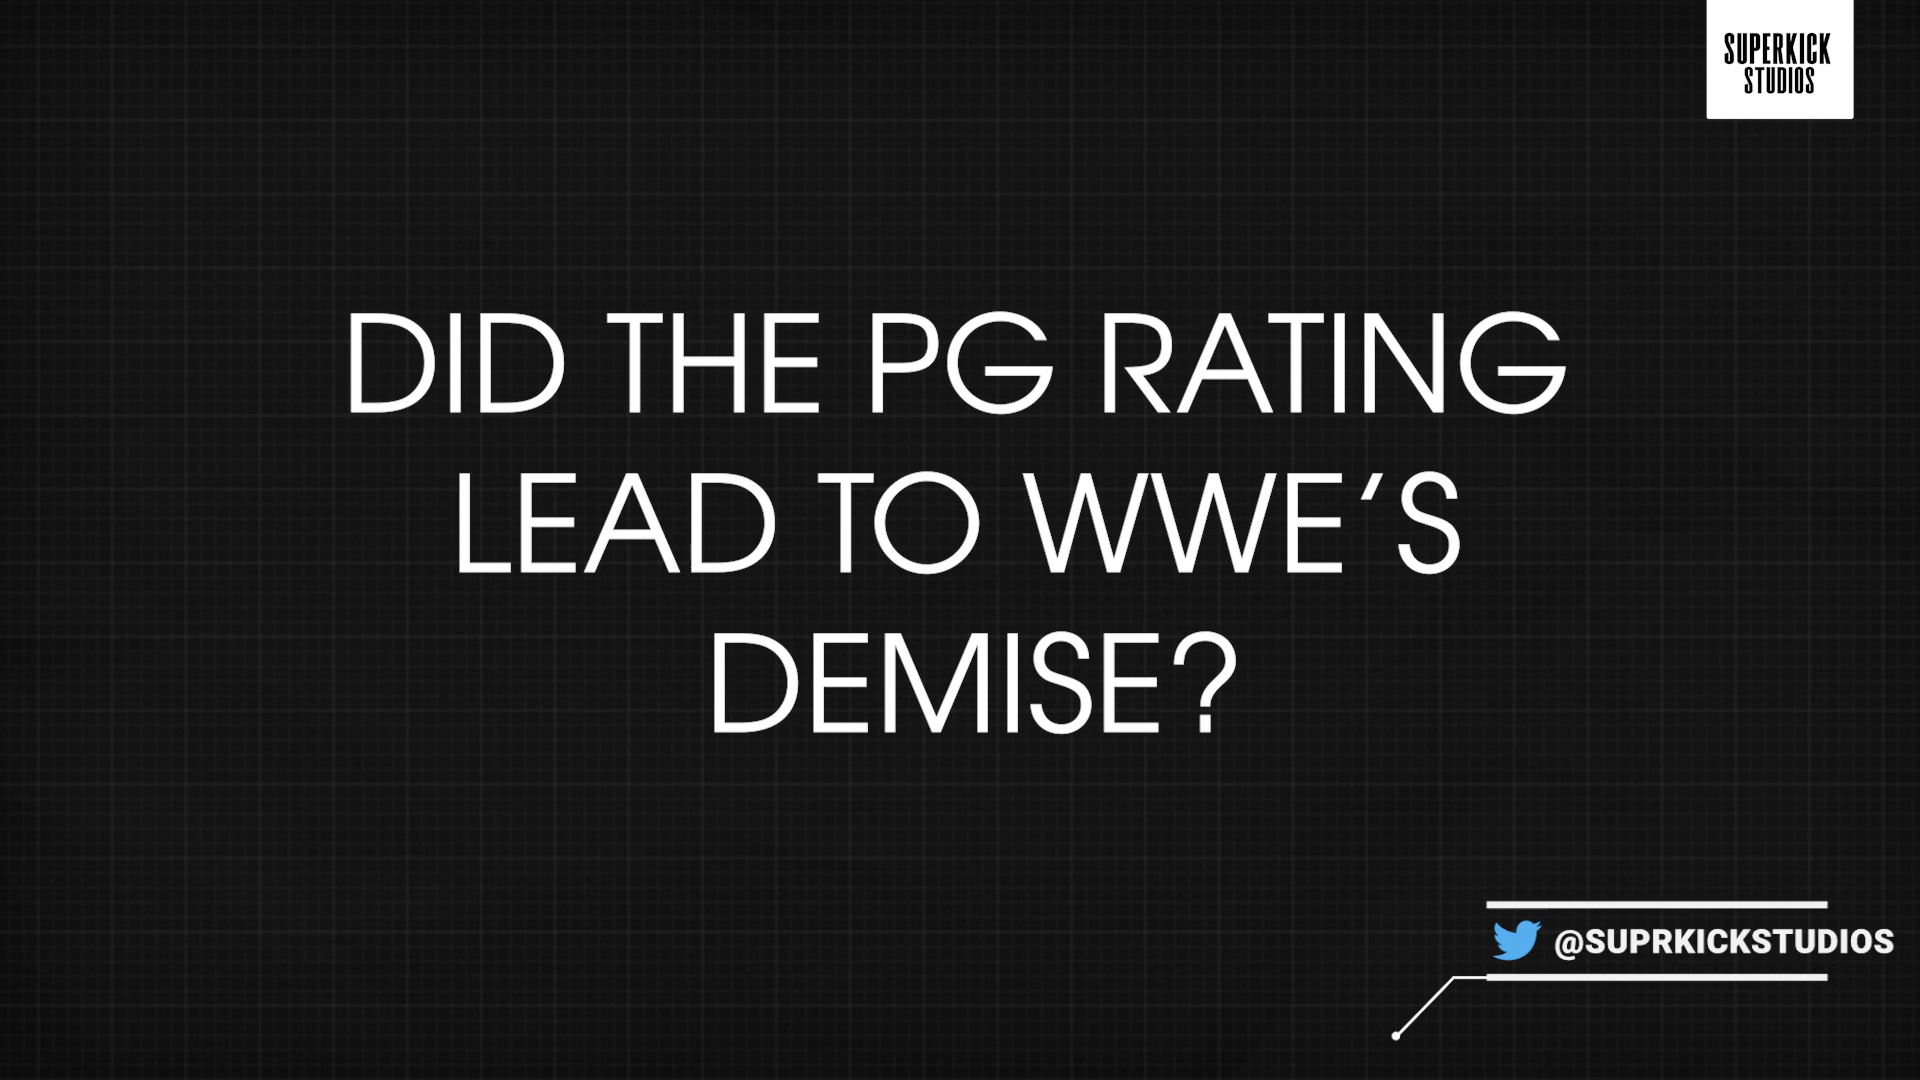 SUPERKICK
STUDIOS
DID THE PG RATING
LEAD TO WWE'S
DEMISE?
@SUPRKICKSTUDIOS